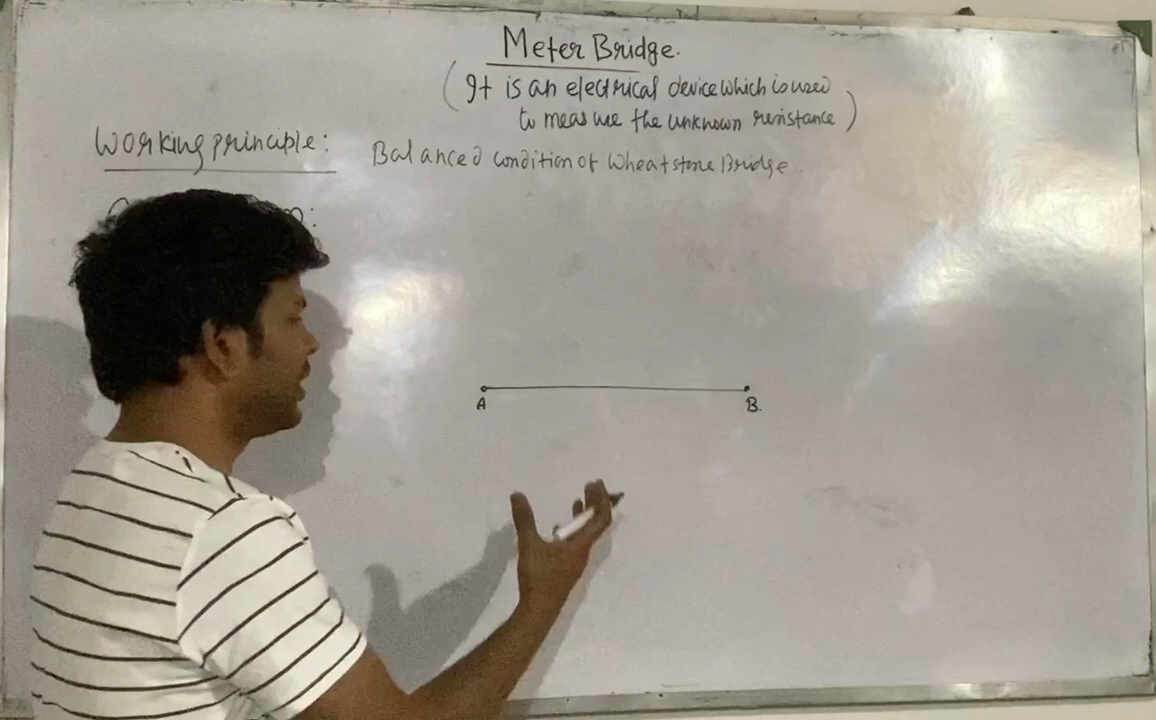 Meter Bridge.
(It is an electrical device which is used
to measure the unknown resistance)
Working principle: Balanced condition of Wheatstone Bridge.
A B.